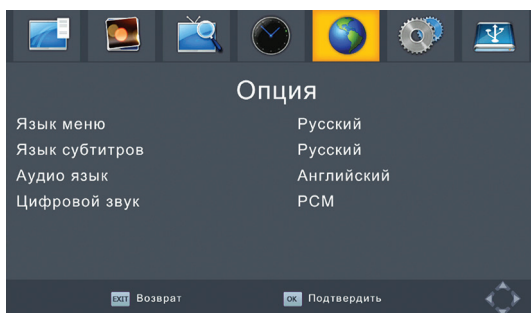 Опция
Язык меню Русский
Язык субтитров Русский
Аудио язык Английский
Цифровой звук PCM
EXIT Возврат OK Подтвердить